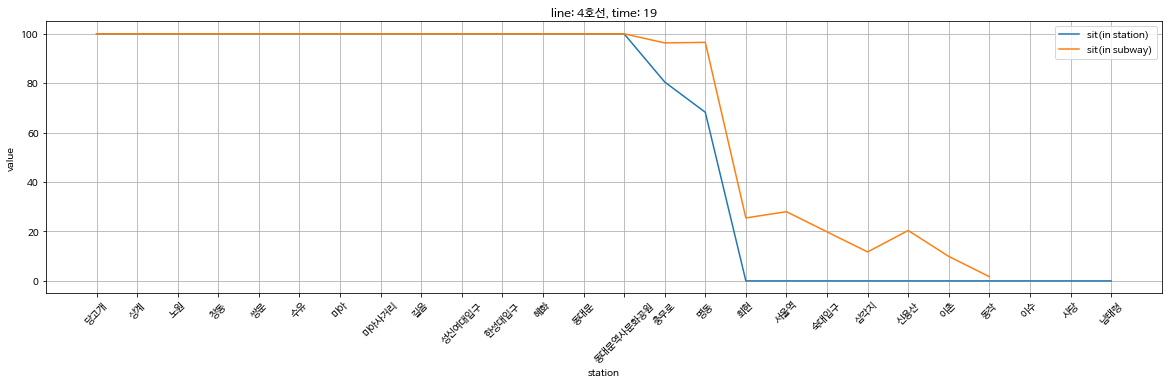 line: 4호선, time: 19
sit(in station)
sit(in subway)
value
100
80
60
40
20
0
당고개
상계
노원
창동
쌍문
수유
미아
미아사거리
길음
성신여대입구
한성대입구
혜화
동대문
동대문역사문화공원
충무로
명동
회현
서울역
숙대입구
삼각지
신용산
이촌
동작
이수
사당
남태령
station